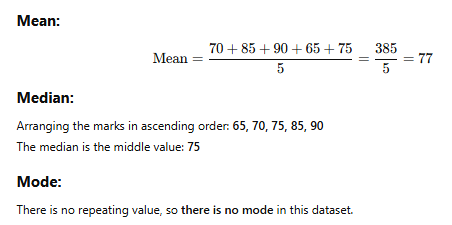 Mean:
Mean = \frac{70 + 85 + 90 + 65 + 75}{5} = \frac{385}{5} = 77
Median:
Arranging the marks in ascending order: 65, 70, 75, 85, 90
The median is the middle value: 75
Mode:
There is no repeating value, so there is no mode in this dataset.